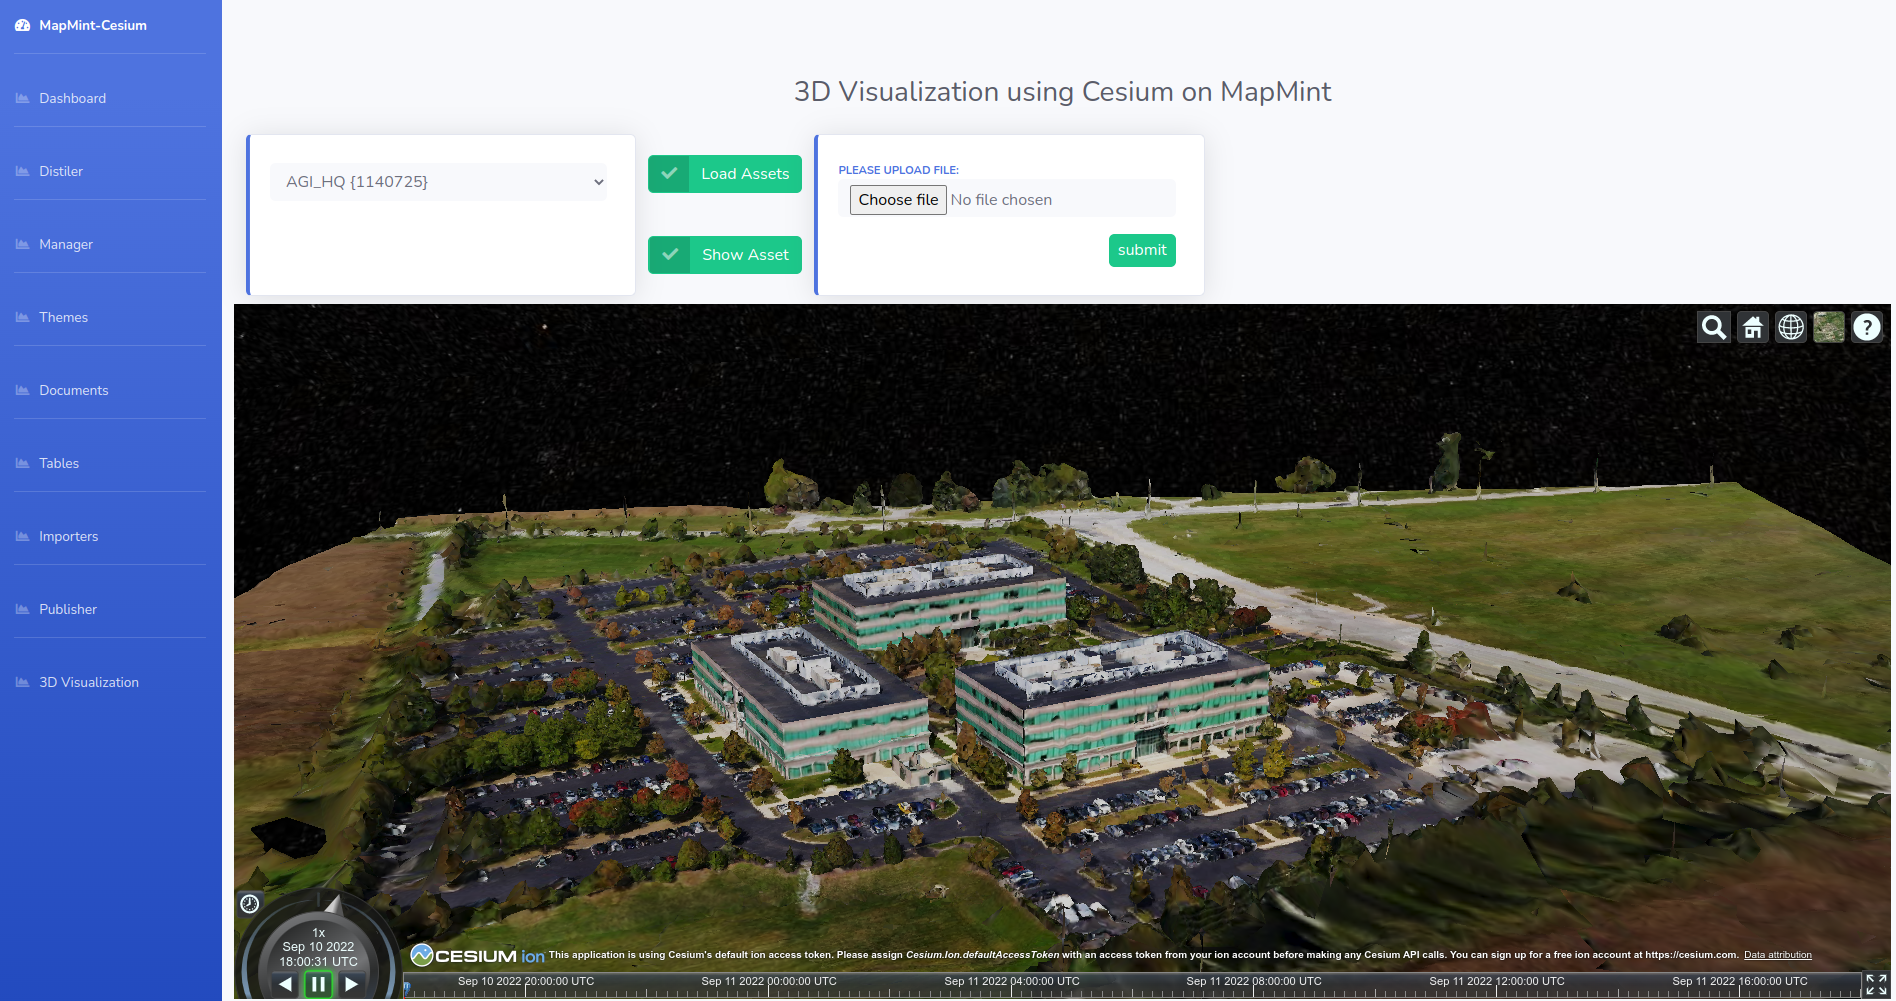 MapMint-Cesium
Dashboard
Distiler
Manager
Themes
Documents
Tables
Importers
Publisher
3D Visualization
3D Visualization using Cesium on MapMint
AGI_HQ {1140725}
Load Assets
Show Asset
PLEASE UPLOAD FILE:
Choose file No file chosen
submit
?
1x
Sep 10 2022
18:00:31 UTC
CESIUM ion This application is using Cesium's default ion access token. Please assign Cesium.Ion.defaultAccessToken with an access token from your ion account before making any Cesium API calls. You can sign up for a free ion account at https://cesium.com. Data attribution
Sep 10 2022 20:00:00 UTC Sep 11 2022 00:00:00 UTC Sep 11 2022 04:00:00 UTC Sep 11 2022 08:00:00 UTC Sep 11 2022 12:00:00 UTC Sep 11 2022 16:00:00 UTC